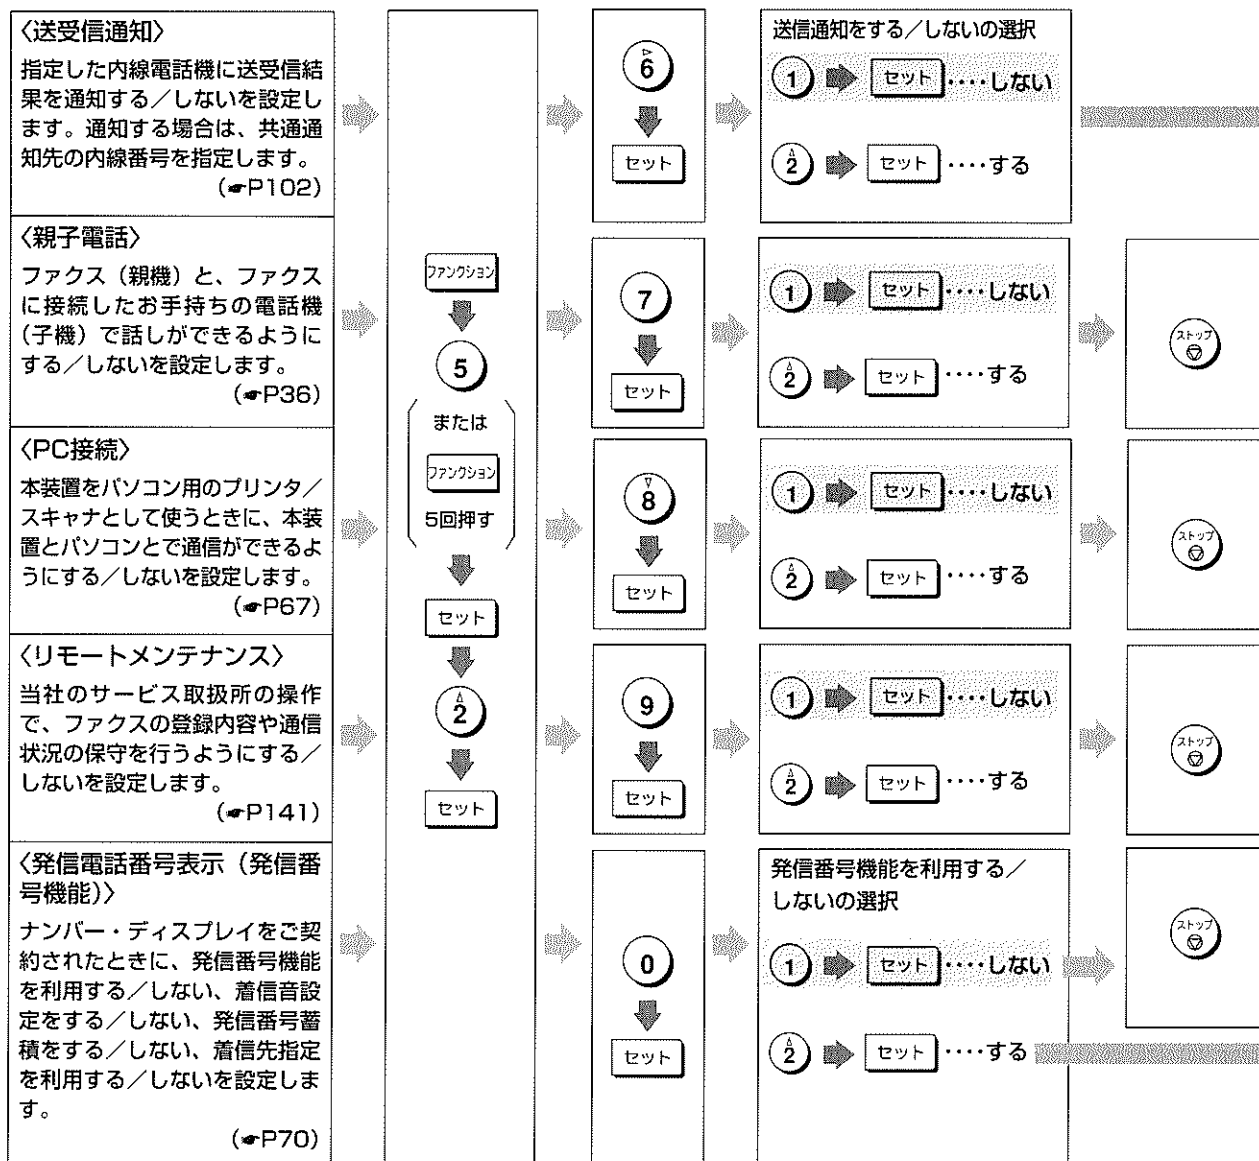 〈送受信通知〉
指定した内線電話機に送受信結
果を通知する／しないを設定し
ます。通知する場合は、共通通
知先の内線番号を指定します。
(☛P102)
〈親子電話〉
ファクス（親機）と、ファクス
に接続したお手持ちの電話機
（子機）で話しができるように
する／しないを設定します。
(☛P36)
〈PC接続〉
本装置をパソコン用のプリンタ／
スキャナとして使うときに、本装
置とパソコンとで通信ができるよ
うにする／しないを設定します。
(☛P67)
〈リモートメンテナンス〉
当社のサービス取扱所の操作
で、ファクスの登録内容や通信
状況の保守を行うようにする／
しないを設定します。
(☛P141)
〈発信電話番号表示（発信番
号機能）〉
ナンバー・ディスプレイをご契
約されたときに、発信番号機能
を利用する／しない、着信音設
定をする／しない、発信番号蓄
積をする／しない、着信先指定
を利用する／しないを設定しま
す。
(☛P70)
ファンクション
5
または
ファンクション
5回押す
セット
2
セット
6
セット
送信通知をする／しないの選択
1 セット ････しない
2 セット ････する
7
セット
1 セット ････しない
2 セット ････する
ストップ
8
セット
1 セット ････しない
2 セット ････する
ストップ
9
セット
1 セット ････しない
2 セット ････する
ストップ
0
セット
発信番号機能を利用する／
しないの選択
1 セット ････しない
2 セット ････する
ストップ